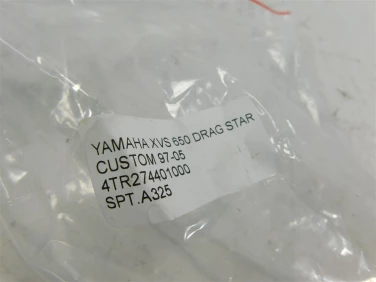 YAMAHA XVS 650 DRAG STAR
CUSTOM 97-05
4TR274401000
SPT.A325